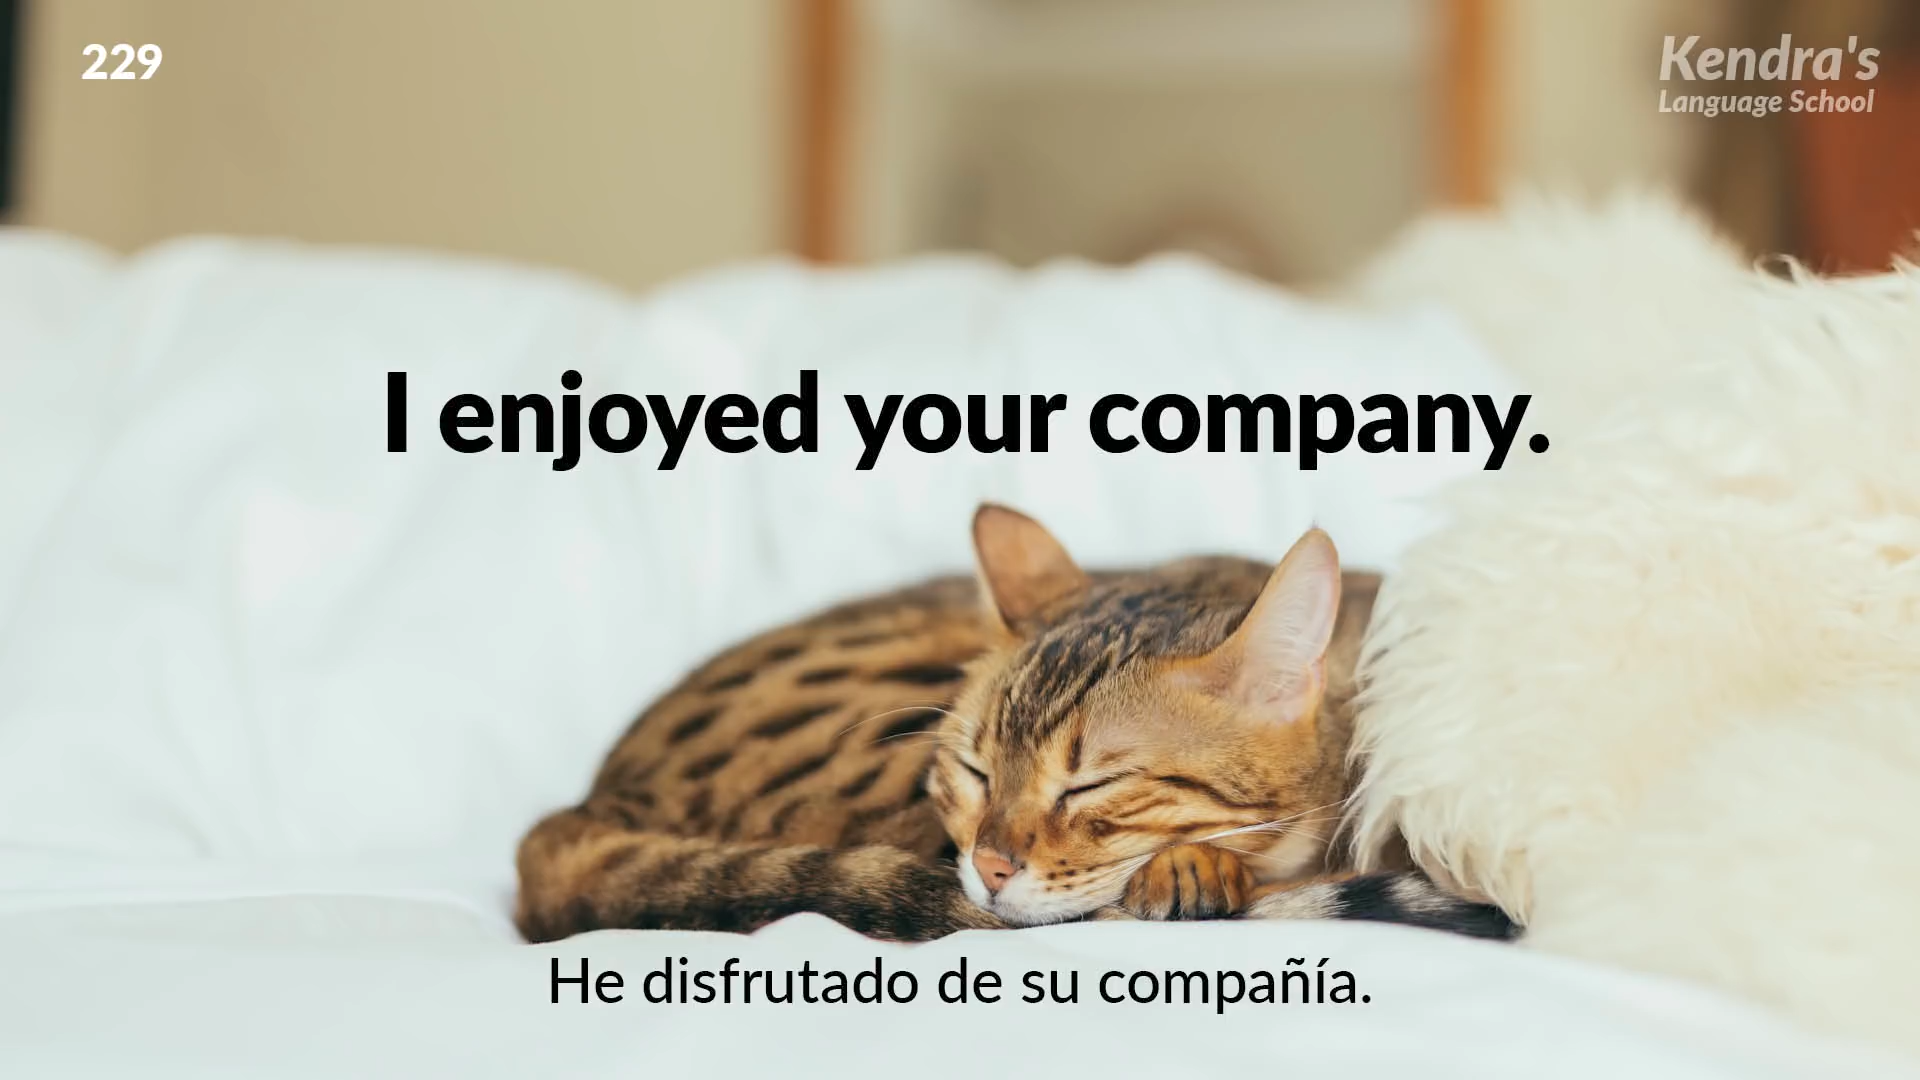 229
Kendra's
Language School
I enjoyed your company.
He disfrutado de su compañía.